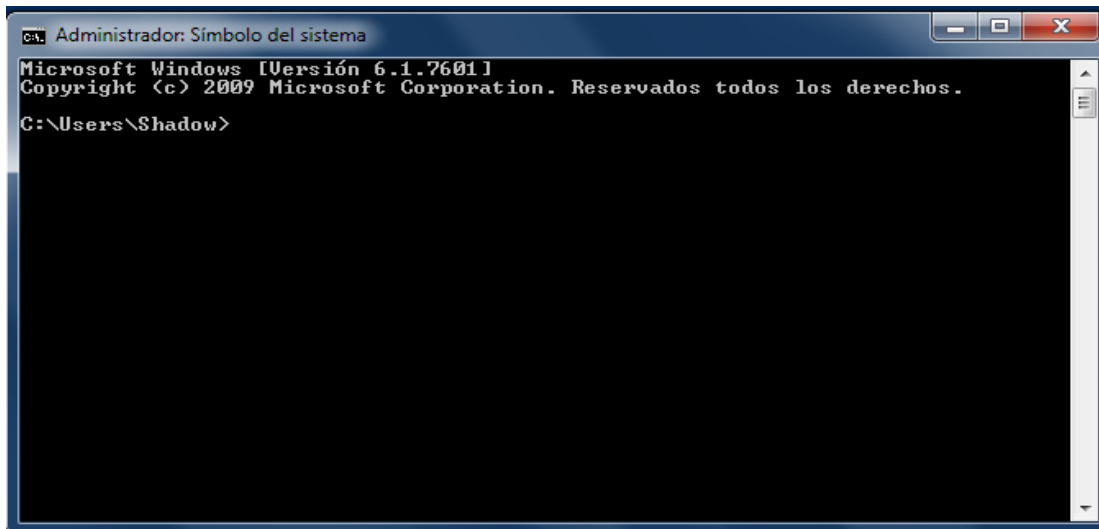 Administrador: Símbolo del sistema
Microsoft Windows [Versión 6.1.7601]
Copyright (c) 2009 Microsoft Corporation. Reservados todos los derechos.
C:\Users\Shadow>